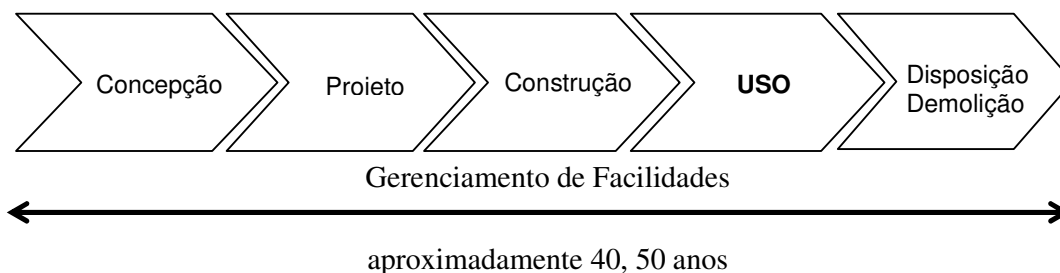 Concepção
Projeto
Construção
USO
Disposição
Demolição
Gerenciamento de Facilidades
aproximadamente 40, 50 anos